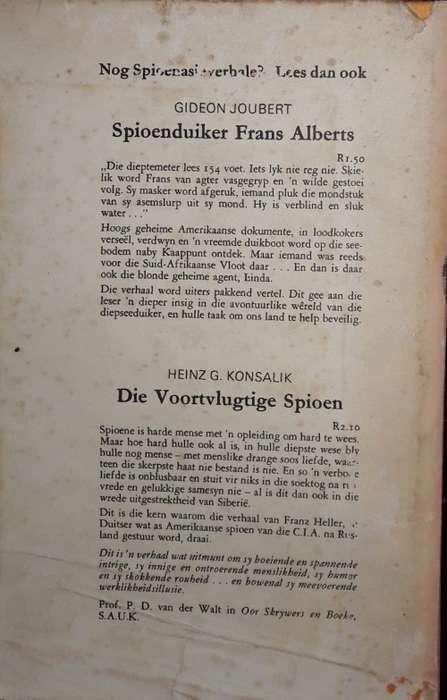 Nog Spioenasieverhale? Lees dan ook
GIDEON JOUBERT
Spioenduiker Frans Alberts
R1.50
„Die dieptemeter lees 154 voet. Iets lyk nie reg nie. Skie-
lik word Frans van agter vasgegryp en 'n wilde gestoei
volg. Sy masker word afgeruk, iemand pluk die mondstuk
van sy asemslurp uit sy mond. Hy is verblind en sluk
water . . ."
Hoogs geheime Amerikaanse dokumente, in loodkokers
verseël, verdwyn en 'n vreemde duikboot word op die see-
bodem naby Kaappunt ontdek. Maar iemand was reeds
voor die Suid-Afrikaanse Vloot daar . . . En dan is daar
ook die blonde geheime agent, Linda.
Die verhaal word uiters pakkend vertel. Dit gee aan die
leser 'n dieper insig in die avontuurlike wêreld van die
diepseeduiker, en hulle taak om ons land te help beveilig.
HEINZ G. KONSALIK
Die Voortvlugtige Spioen
R2.10
Spioene is harde mense met 'n opleiding om hard te wees.
Maar hoe hard hulle ook al is, in hulle diepste wese bly
hulle nog mense – met menslike drange soos liefde, waar-
teen die skerpste haat nie bestand is nie. En so 'n verbode
liefde is onblusbaar en stuit vir niks in die soektog na
vrede en gelukkige samesyn nie – al is dit dan ook in die
wrede uitgestrektheid van Siberië.
Dit is die kern waarom die verhaal van Franz Heller,
Duitser wat as Amerikaanse spioen van die C.I.A. na Rus-
land gestuur word, draai.
Dit is 'n verhaal wat uitmunt om sy boeiende en spannende
intrige, sy innige en ontroerende menslikheid, sy humor
en sy skokkende rouheid . . . en bowenal sy meevoerende
werklikheidsillusie.
Prof. P. D. van der Walt in Oor Skrywers en Boeke,
S.A.U.K.